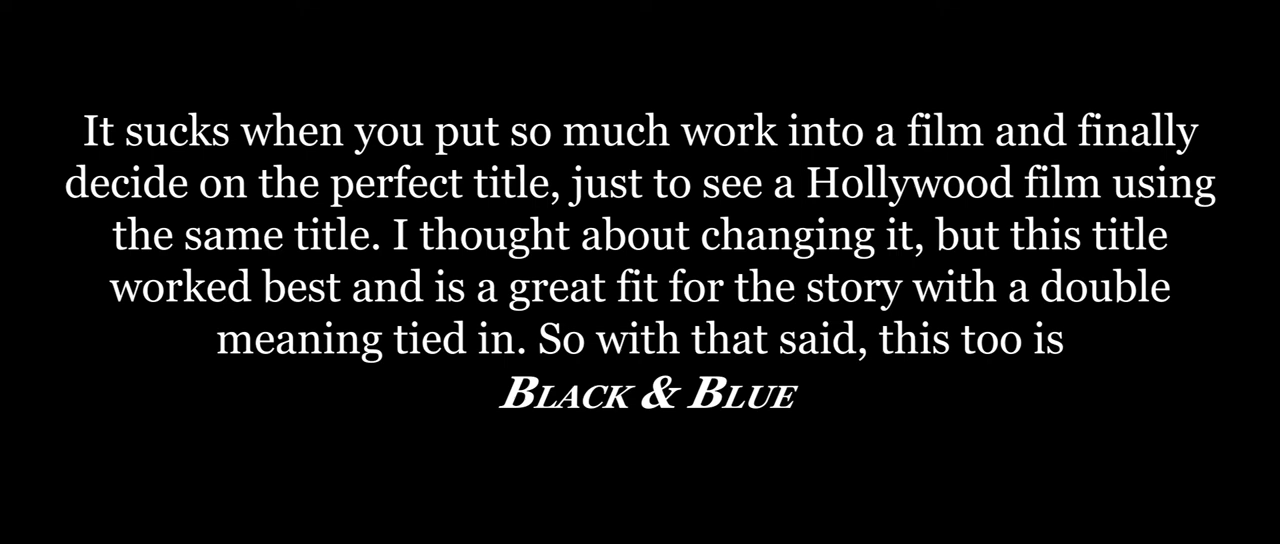 It sucks when you put so much work into a film and finally
decide on the perfect title, just to see a Hollywood film using
the same title. I thought about changing it, but this title
worked best and is a great fit for the story with a double
meaning tied in. So with that said, this too is
BLACK & BLUE